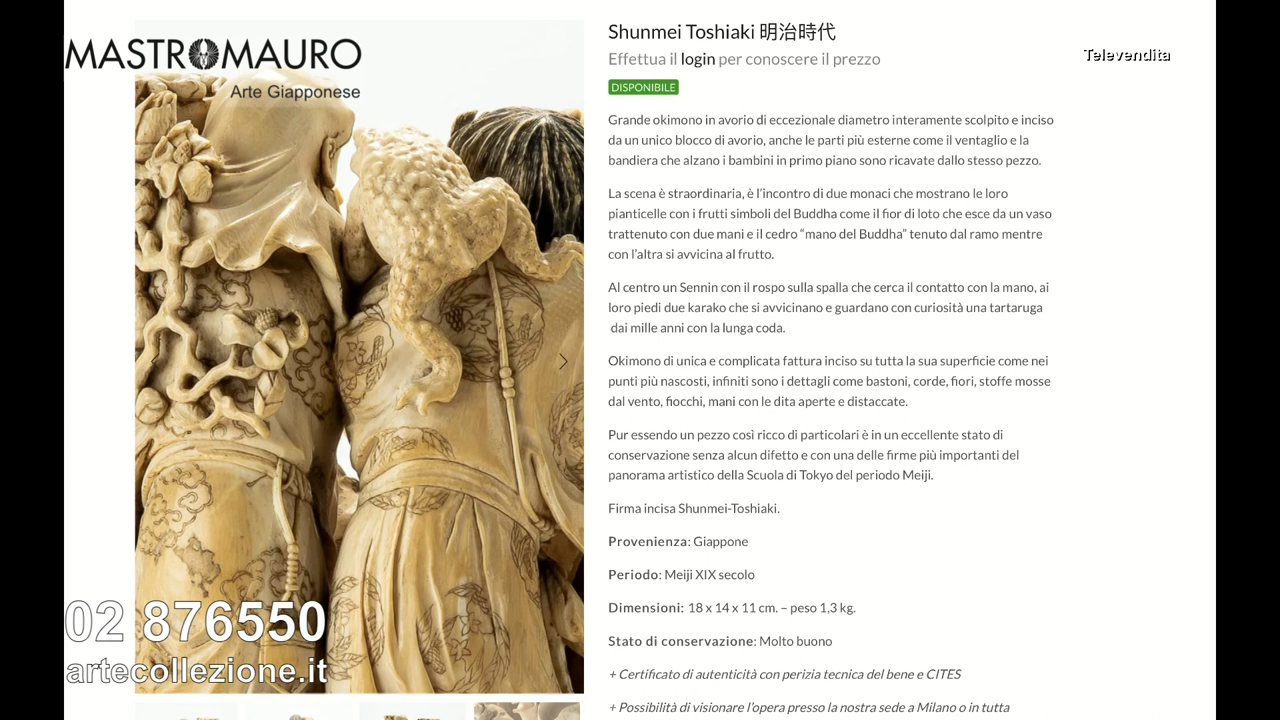 MASTROMAURO
Arte Giapponese
Televendita
Shunmei Toshiaki 明治時代
Effettua il login per conoscere il prezzo
DISPONIBILE
Grande okimono in avorio di eccezionale diametro interamente scolpito e inciso
da un unico blocco di avorio, anche le parti più esterne come il ventaglio e la
bandiera che alzano i bambini in primo piano sono ricavate dallo stesso pezzo.
La scena è straordinaria, è l'incontro di due monaci che mostrano le loro
pianticelle con i frutti simboli del Buddha come il fior di loto che esce da un vaso
trattenuto con due mani e il cedro “mano del Buddha” tenuto dal ramo mentre
con l'altra si avvicina al frutto.
Al centro un Sennin con il rospo sulla spalla che cerca il contatto con la mano, ai
loro piedi due karako che si avvicinano e guardano con curiosità una tartaruga
dai mille anni con la lunga coda.
Okimono di unica e complicata fattura inciso su tutta la sua superficie come nei
punti più nascosti, infiniti sono i dettagli come bastoni, corde, fiori, stoffe mosse
dal vento, fiocchi, mani con le dita aperte e distaccate.
Pur essendo un pezzo così ricco di particolari è in un eccellente stato di
conservazione senza alcun difetto e con una delle firme più importanti del
panorama artistico della Scuola di Tokyo del periodo Meiji.
Firma incisa Shunmei-Toshiaki.
Provenienza: Giappone
Periodo: Meiji XIX secolo
Dimensioni: 18 x 14 x 11 cm. – peso 1,3 kg.
Stato di conservazione: Molto buono
+ Certificato di autenticità con perizia tecnica del bene e CITES
+ Possibilità di visionare l'opera presso la nostra sede a Milano o in tutta
02 876550
artecollezione.it